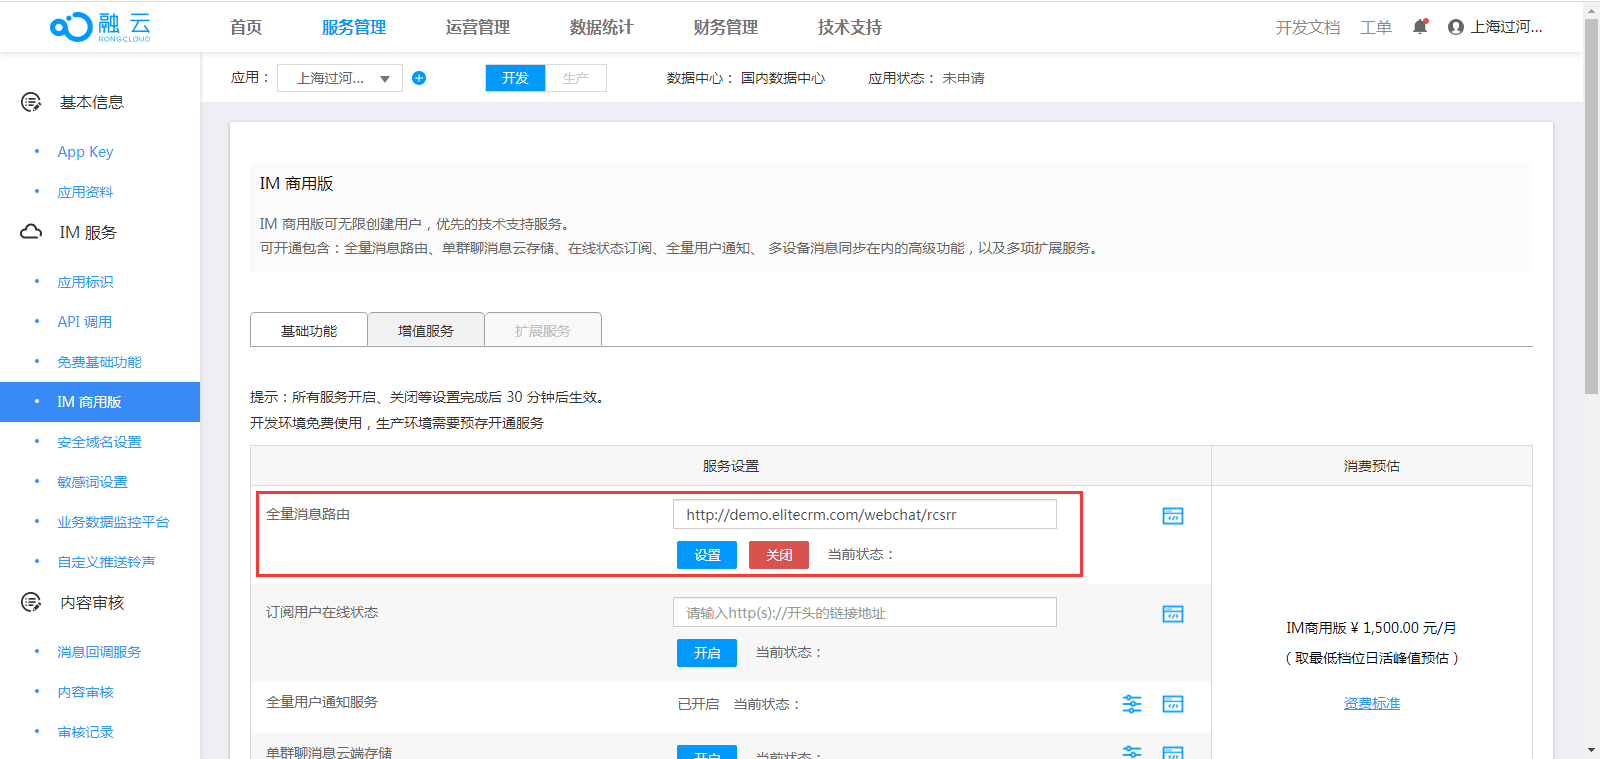 融 云
RONGCLOUD
首页
服务管理
运营管理
数据统计
财务管理
技术支持
开发文档
工单
上海过河...
应用：
上海过河...
开发
生产
数据中心： 国内数据中心
应用状态： 未申请
基本信息
App Key
应用资料
IM 服务
应用标识
API 调用
免费基础功能
IM 商用版
安全域名设置
敏感词设置
业务数据监控平台
自定义推送铃声
内容审核
消息回调服务
内容审核
审核记录
IM 商用版
IM 商用版可无限创建用户，优先的技术支持服务。
可开通包含：全量消息路由、单群聊消息云存储、在线状态订阅、全量用户通知、 多设备消息同步在内的高级功能，以及多项扩展服务。
基础功能
增值服务
扩展服务
提示：所有服务开启、关闭等设置完成后 30 分钟后生效。
开发环境免费使用，生产环境需要预存开通服务
服务设置
消费预估
全量消息路由
http://demo.elitecrm.com/webchat/rcsrr
设置
关闭
当前状态：
订阅用户在线状态
请输入http(s)://开头的链接地址
开启
当前状态：
全量用户通知服务
已开启
当前状态：
单群聊消息云端存储
开启
当前状态：
IM商用版 ¥ 1,500.00 元/月
（ 取最低档位日活峰值预估 ）
资费标准